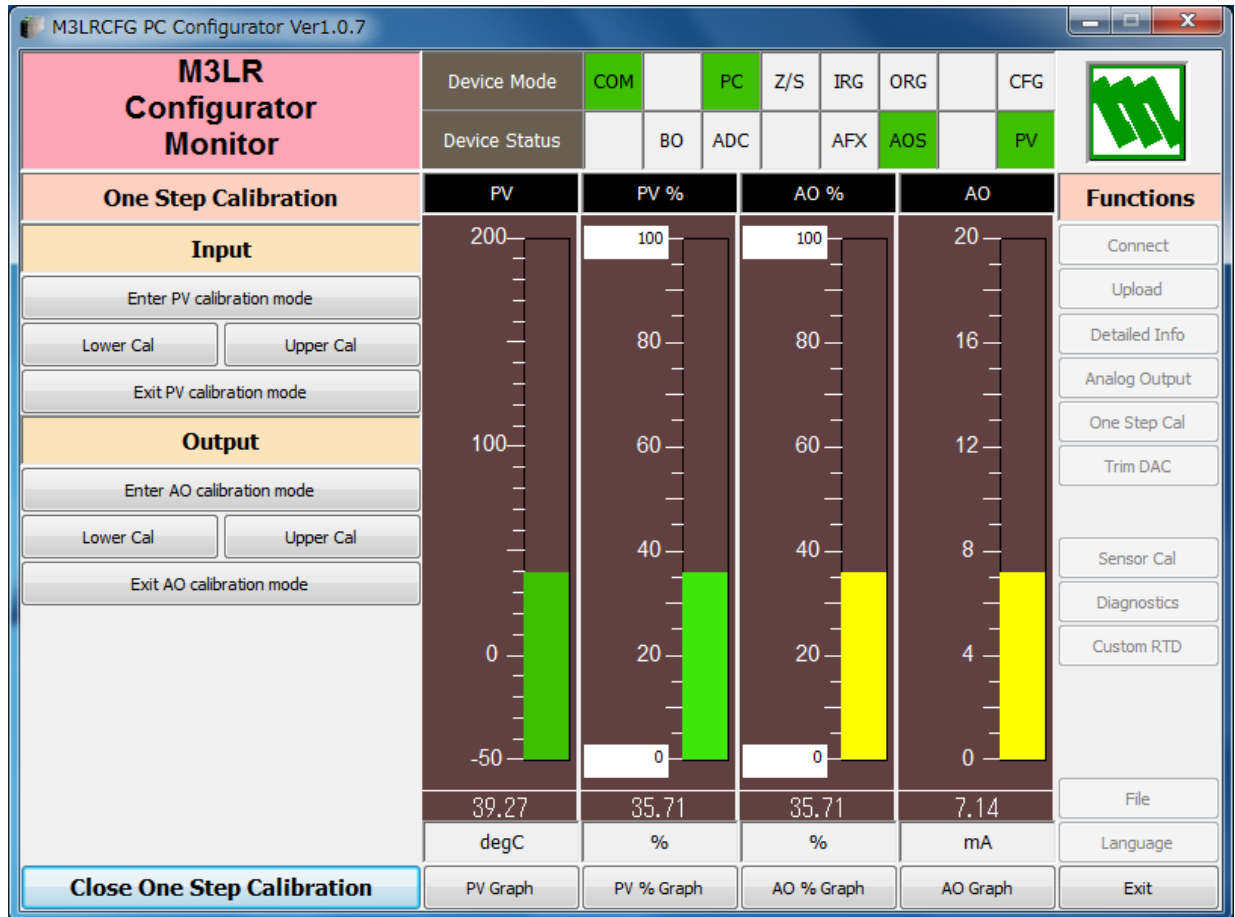 M3LRCFG PC Configurator Ver1.0.7
M3LR
Configurator
Monitor
Device Mode
COM
PC
Z/S
IRG
ORG
CFG
Device Status
BO
ADC
AFX
AOS
PV
One Step Calibration
Input
Enter PV calibration mode
Lower Cal
Upper Cal
Exit PV calibration mode
Output
Enter AO calibration mode
Lower Cal
Upper Cal
Exit AO calibration mode
Close One Step Calibration
PV
200
100
0
-50
39.27
degC
PV Graph
PV %
100
80
60
40
20
0
35.71
%
PV % Graph
AO %
100
80
60
40
20
0
35.71
%
AO % Graph
AO
20
16
12
8
4
0
7.14
mA
AO Graph
Functions
Connect
Upload
Detailed Info
Analog Output
One Step Cal
Trim DAC
Sensor Cal
Diagnostics
Custom RTD
File
Language
Exit